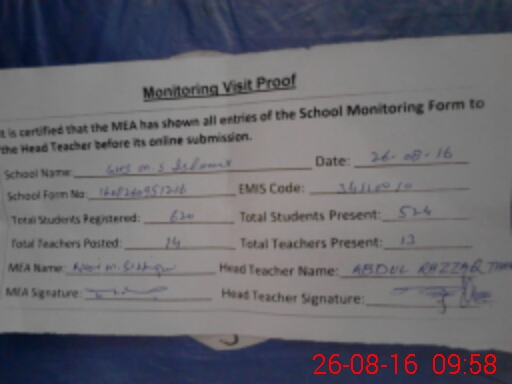 Monitoring Visit Proof
t is certified that the MEA has shown all entries of the School Monitoring Form to
the Head Teacher before its online submission.
School Name: GHS M.S Date: 26-08-16
School Form No: EMIS Code:
Total Students Registered: 620 Total Students Present: 524
Total Teachers Posted: 14 Total Teachers Present: 13
MEA Name: Head Teacher Name: ABDUL RAZZAQ
MEA Signature: Head Teacher Signature:
26-08-16 09:58